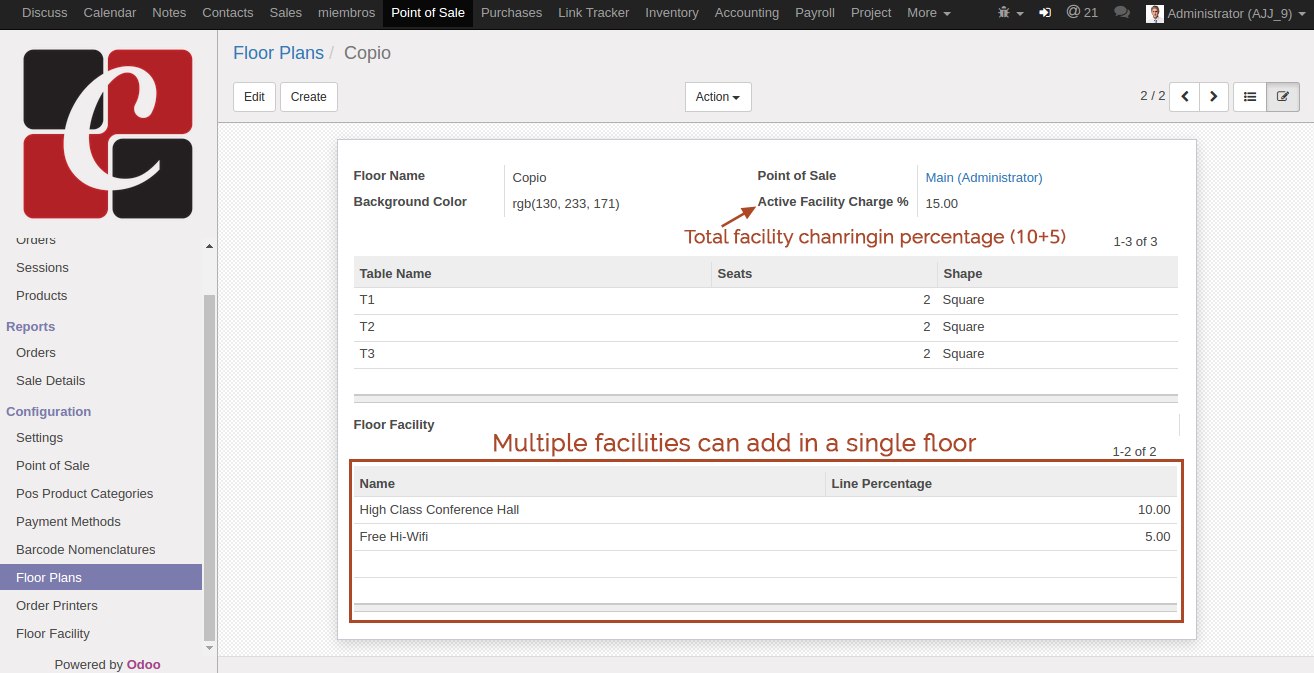 Discuss Calendar Notes Contacts Sales miembros Point of Sale Purchases Link Tracker Inventory Accounting Payroll Project More @ 21 Administrator (AJJ_9)
Floor Plans / Copio
Edit Create Action 2 / 2
C
Orders
Sessions
Products
Reports
Orders
Sale Details
Configuration
Settings
Point of Sale
Pos Product Categories
Payment Methods
Barcode Nomenclatures
Floor Plans
Order Printers
Floor Facility
Powered by Odoo
Floor Name Copio Point of Sale Main (Administrator)
Background Color rgb(130, 233, 171) Active Facility Charge % 15.00
Total facility chanringin percentage (10+5)
1-3 of 3
Table Name Seats Shape
T1 2 Square
T2 2 Square
T3 2 Square
Floor Facility
Multiple facilities can add in a single floor
1-2 of 2
Name Line Percentage
High Class Conference Hall 10.00
Free Hi-Wifi 5.00